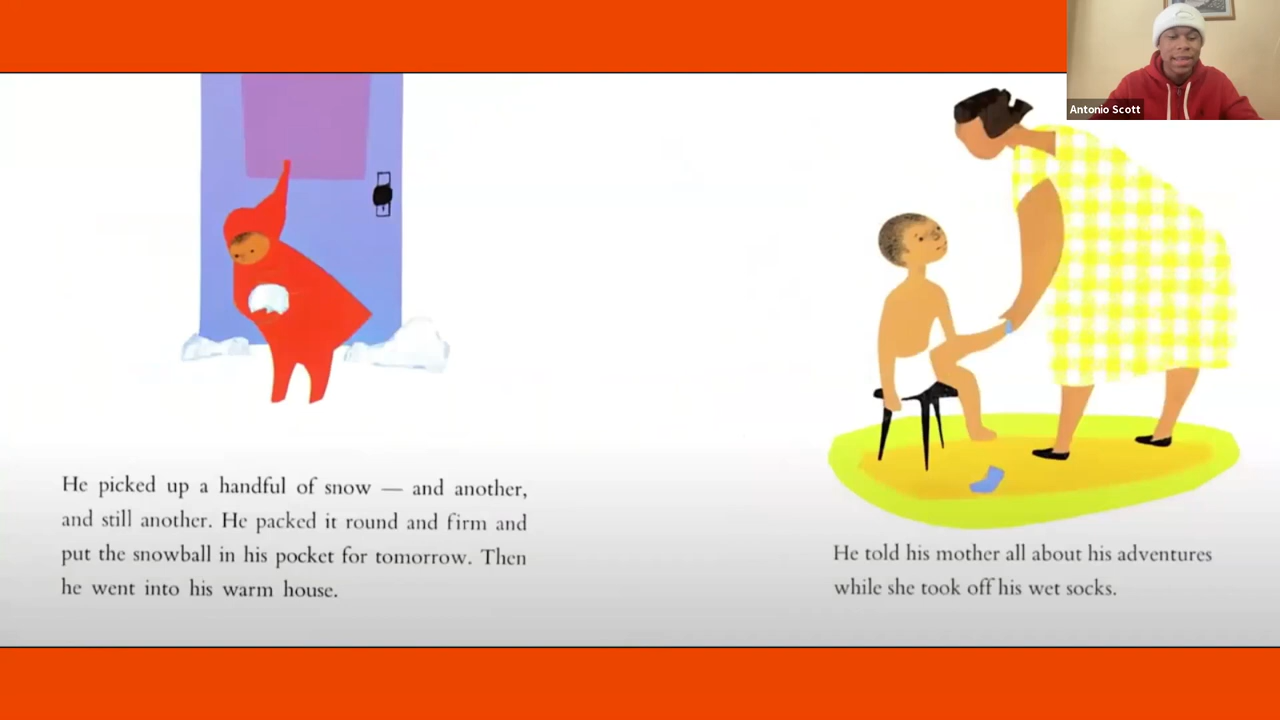 Antonio Scott
He picked up a handful of snow — and another,
and still another. He packed it round and firm and
put the snowball in his pocket for tomorrow. Then
he went into his warm house.
He told his mother all about his adventures
while she took off his wet socks.